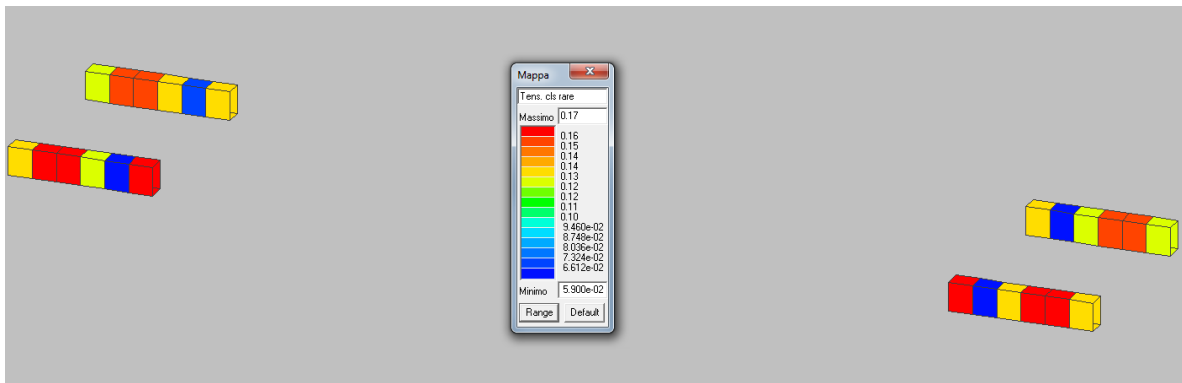 Mappa
Tens. cls rare
Massimo 0.17
0.16
0.15
0.14
0.14
0.13
0.12
0.12
0.11
0.10
9.460e-02
8.748e-02
8.036e-02
7.324e-02
6.612e-02
Minimo 5.900e-02
Range Default